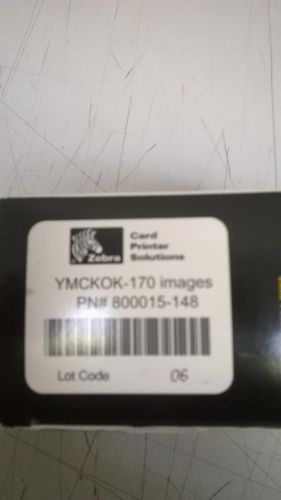 Zebra
Card
Printer
Solutions
YMCKOK-170 images
PN# 800015-148
Lot Code 06